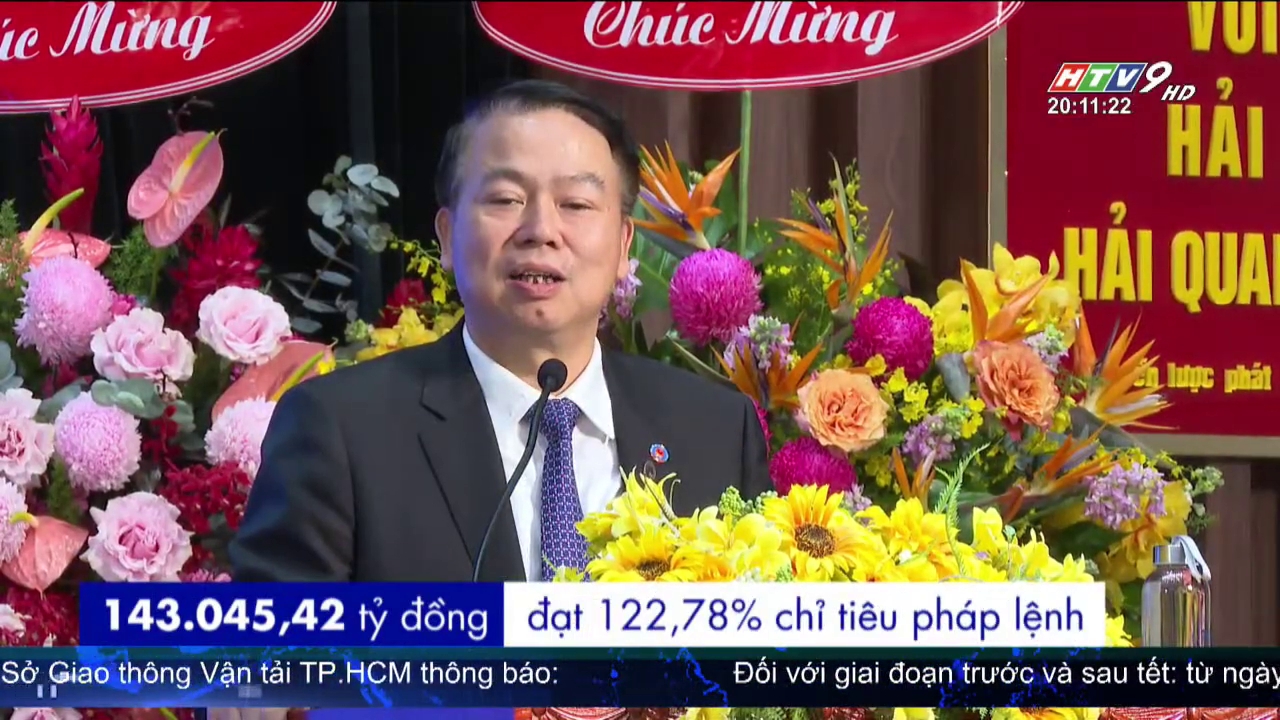 Chúc Mừng
Chúc Mừng
HTV9 HD
20:11:22
HẢI
HẢI QUAN
lược phát
143.045,42 tỷ đồng
đạt 122,78% chỉ tiêu pháp lệnh
Sở Giao thông Vận tải TP.HCM thông báo:
Đối với giai đoạn trước và sau tết: từ ngày